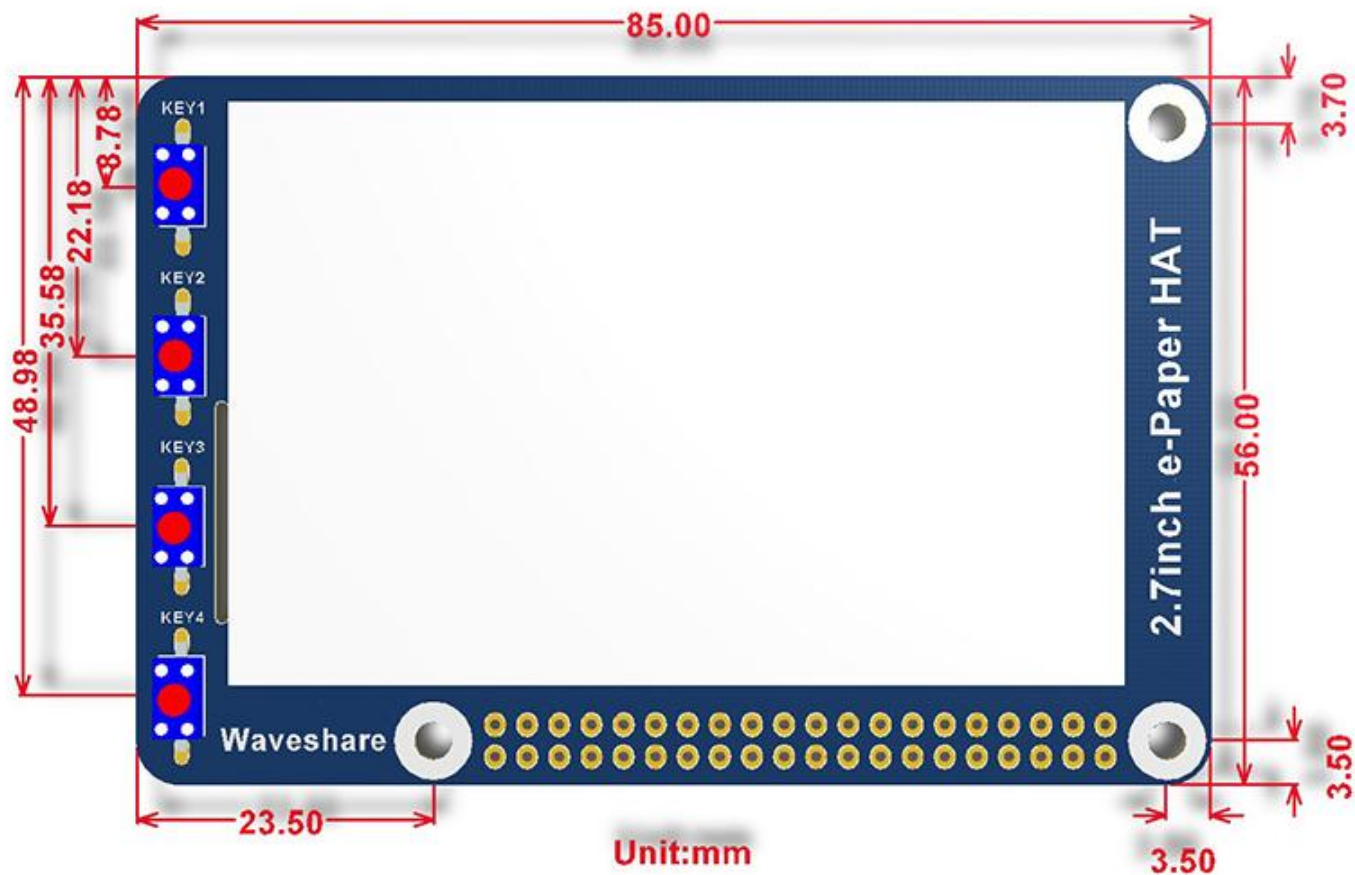 85.00
3.70
KEY1
8.78
22.18
KEY2
35.58
48.98
KEY3
KEY4
2.7inch e-Paper HAT
56.00
Waveshare
23.50
3.50
3.50
Unit:mm